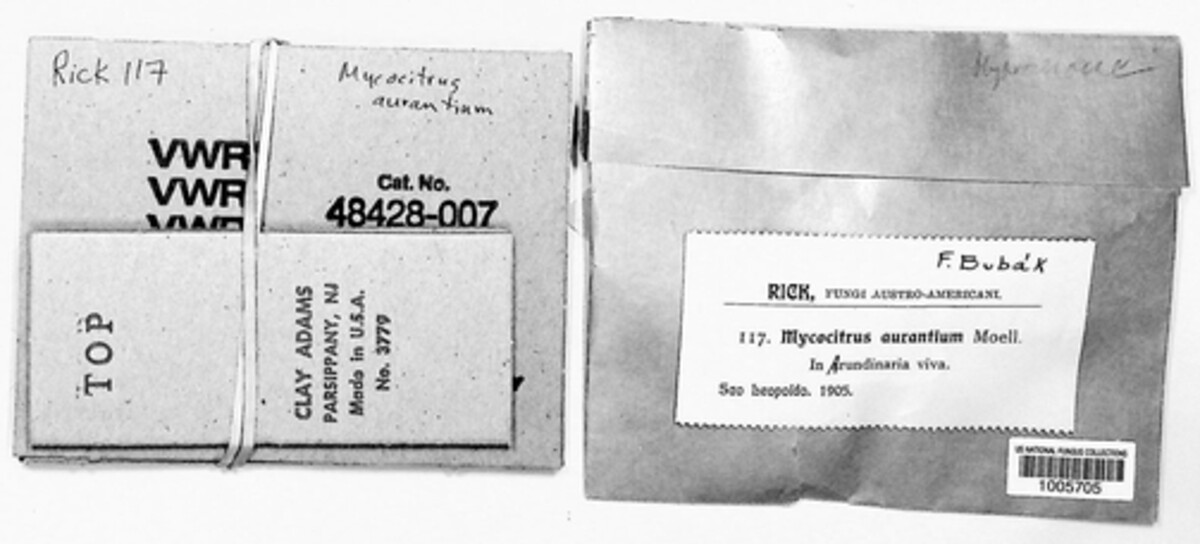 Rick 117
Mycocitrus
aurantium
VWR
VWR
VWR
Cat. No.
48428-007
TOP
CLAY ADAMS
PARSIPPANY, NJ
Made in U.S.A.
No. 3779
F. Bubák
RICK, FUNGI AUSTRO-AMERICANI.
117. Mycocitrus aurantium Moell.
In Arundinaria viva.
Sao Leopoldo. 1905.
US NATIONAL FUNGUS COLLECTIONS
1005705